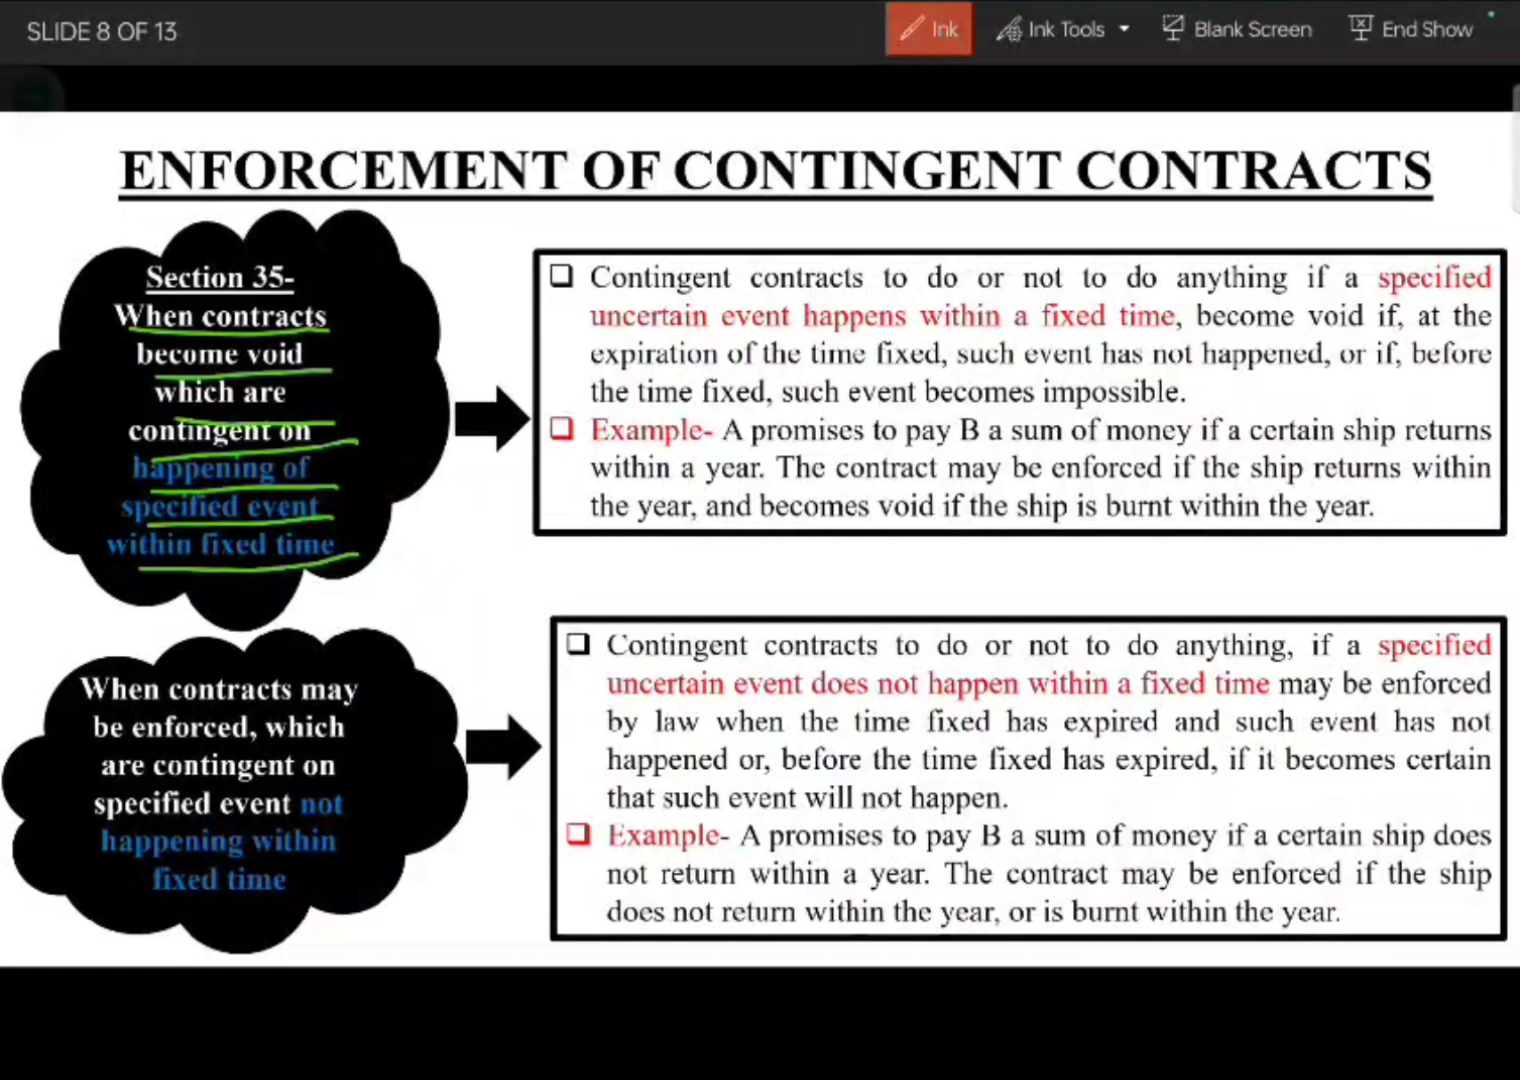 SLIDE 8 OF 13
Ink
Ink Tools
Blank Screen
End Show
ENFORCEMENT OF CONTINGENT CONTRACTS
Section 35-
When contracts
become void
which are
contingent on
happening of
specified event
within fixed time
Contingent contracts to do or not to do anything if a specified
uncertain event happens within a fixed time, become void if, at the
expiration of the time fixed, such event has not happened, or if, before
the time fixed, such event becomes impossible.
Example- A promises to pay B a sum of money if a certain ship returns
within a year. The contract may be enforced if the ship returns within
the year, and becomes void if the ship is burnt within the year.
When contracts may
be enforced, which
are contingent on
specified event not
happening within
fixed time
Contingent contracts to do or not to do anything, if a specified
uncertain event does not happen within a fixed time may be enforced
by law when the time fixed has expired and such event has not
happened or, before the time fixed has expired, if it becomes certain
that such event will not happen.
Example- A promises to pay B a sum of money if a certain ship does
not return within a year. The contract may be enforced if the ship
does not return within the year, or is burnt within the year.